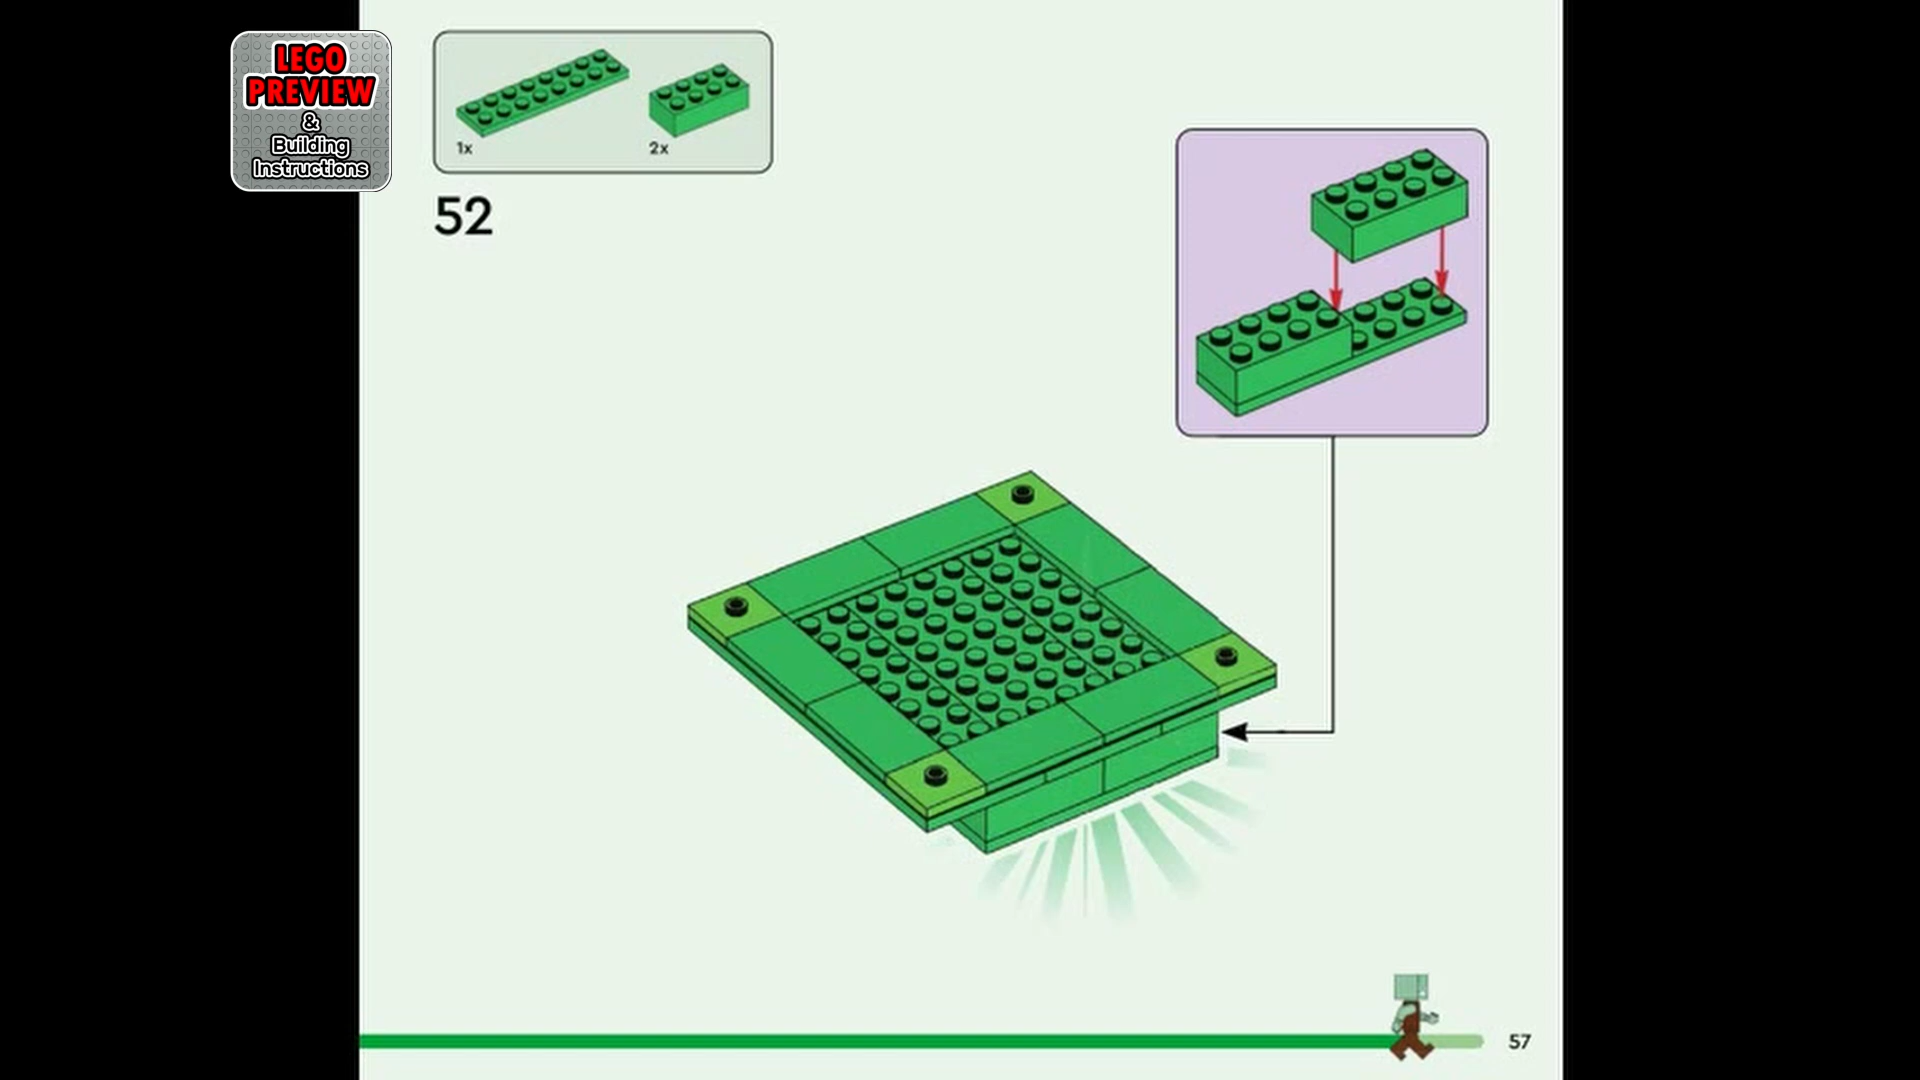 LEGO
PREVIEW
&
Building
Instructions
1x
2x
52
57